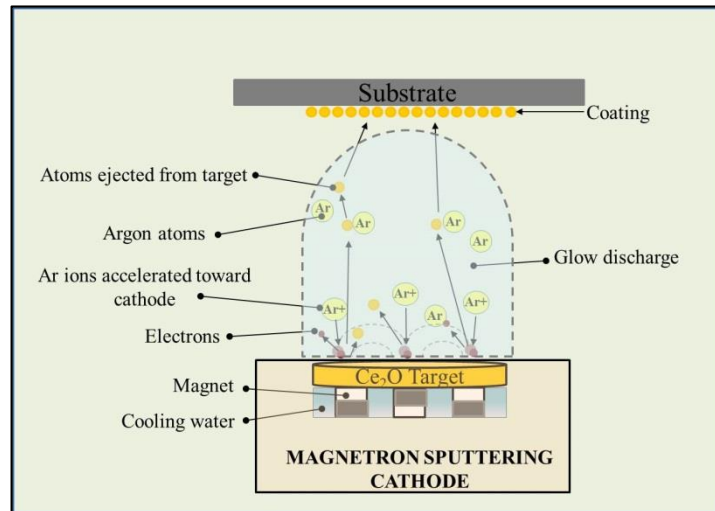 Substrate
Coating
Atoms ejected from target
Ar
Argon atoms
Ar
Ar
Ar
Glow discharge
Ar ions accelerated toward
cathode
Ar+
Ar+
Ar+
Ar
Electrons
Ce₂O Target
Magnet
Cooling water
MAGNETRON SPUTTERING
CATHODE